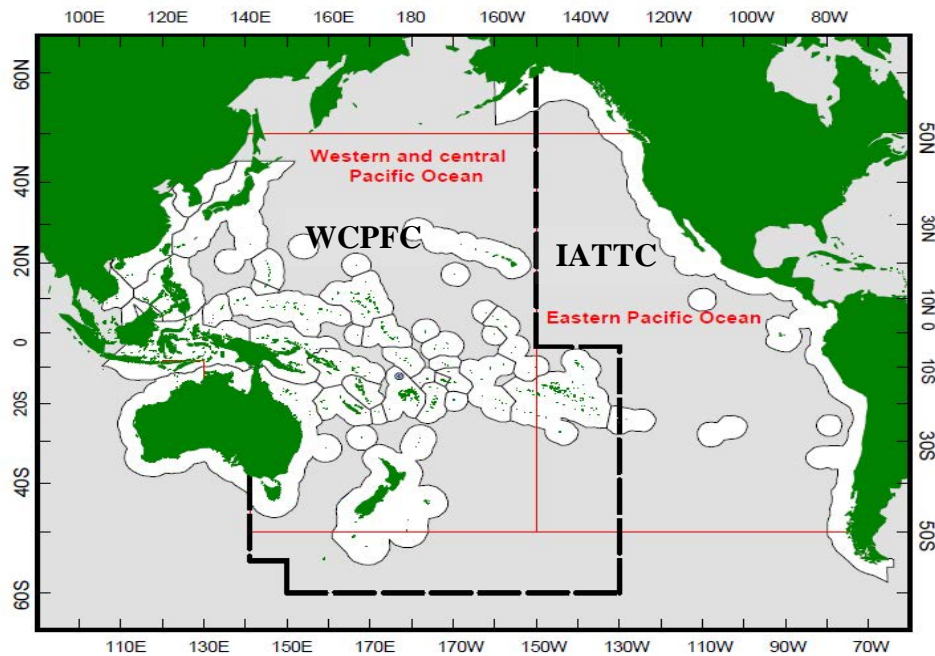 100E 120E 140E 160E 180 160W 140W 120W 100W 80W
60N
50N
40N
30N
20N
10N
0
0
10S
20S
30S
40S
50S
60S
Western and central
Pacific Ocean
WCPFC
IATTC
Eastern Pacific Ocean
110E 130E 150E 170E 170W 150W 130W 110W 90W 70W